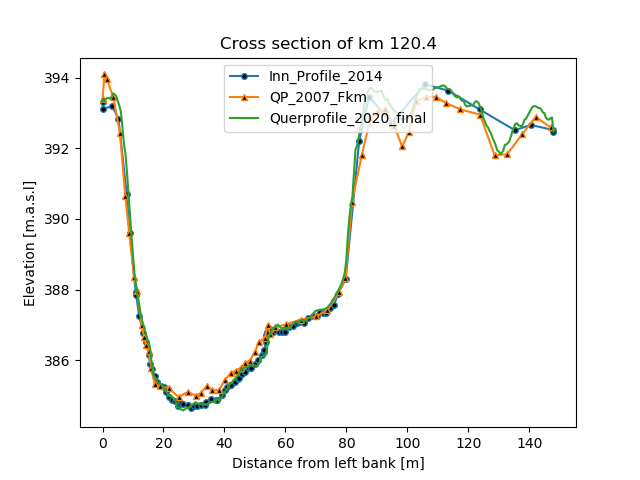 Cross section of km 120.4
Inn_Profile_2014
QP_2007_Fkm
Querprofile_2020_final
Elevation [m.a.s.l]
394
392
390
388
386
0 20 40 60 80 100 120 140
Distance from left bank [m]